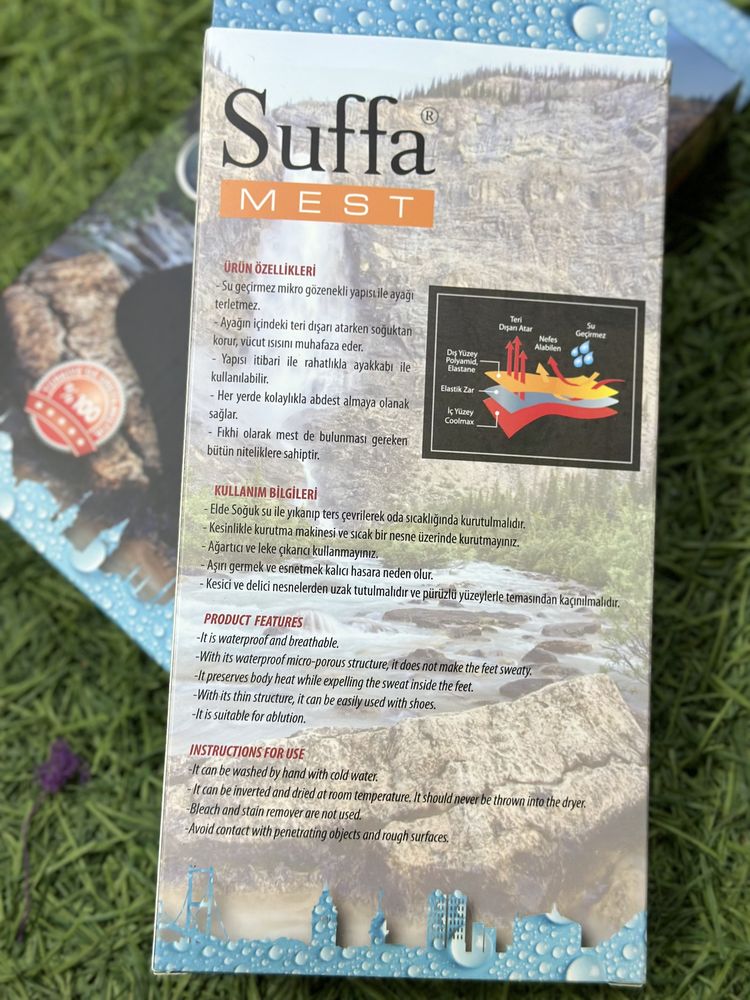 Suffa®
MEST
ÜRÜN ÖZELLİKLERİ
- Su geçirmez mikro gözenekli yapısı ile ayağı
terletmez.
- Ayağın içindeki teri dışarı atarken soğuktan
korur, vücut ısısını muhafaza eder.
- Yapısı itibari ile rahatlıkla ayakkabı ile
kullanılabilir.
- Her yerde kolaylıkla abdest almaya olanak
sağlar.
- Fıkhi olarak mest de bulunması gereken
bütün niteliklere sahiptir.
Teri
Dışarı Atar
Nefes
Alabilen
Su
Geçirmez
Dış Yüzey
Polyamid,
Elastane
Elastik Zar
İç Yüzey
Coolmax
KULLANIM BİLGİLERİ
- Elde Soğuk su ile yıkanıp ters çevrilerek oda sıcaklığında kurutulmalıdır.
- Kesinlikle kurutma makinesi ve sıcak bir nesne üzerinde kurutmayınız.
- Ağartıcı ve leke çıkarıcı kullanmayınız.
- Aşırı germek ve esnetmek kalıcı hasara neden olur.
- Kesici ve delici nesnelerden uzak tutulmalıdır ve pürüzlü yüzeylerle temasından kaçınılmalıdır.
PRODUCT FEATURES
-It is waterproof and breathable.
-With its waterproof micro-porous structure, it does not make the feet sweaty.
-It preserves body heat while expelling the sweat inside the feet.
-With its thin structure, it can be easily used with shoes.
-It is suitable for ablution.
INSTRUCTIONS FOR USE
-It can be washed by hand with cold water.
- It can be inverted and dried at room temperature. It should never be thrown into the dryer.
-Bleach and stain remover are not used.
-Avoid contact with penetrating objects and rough surfaces.
%100